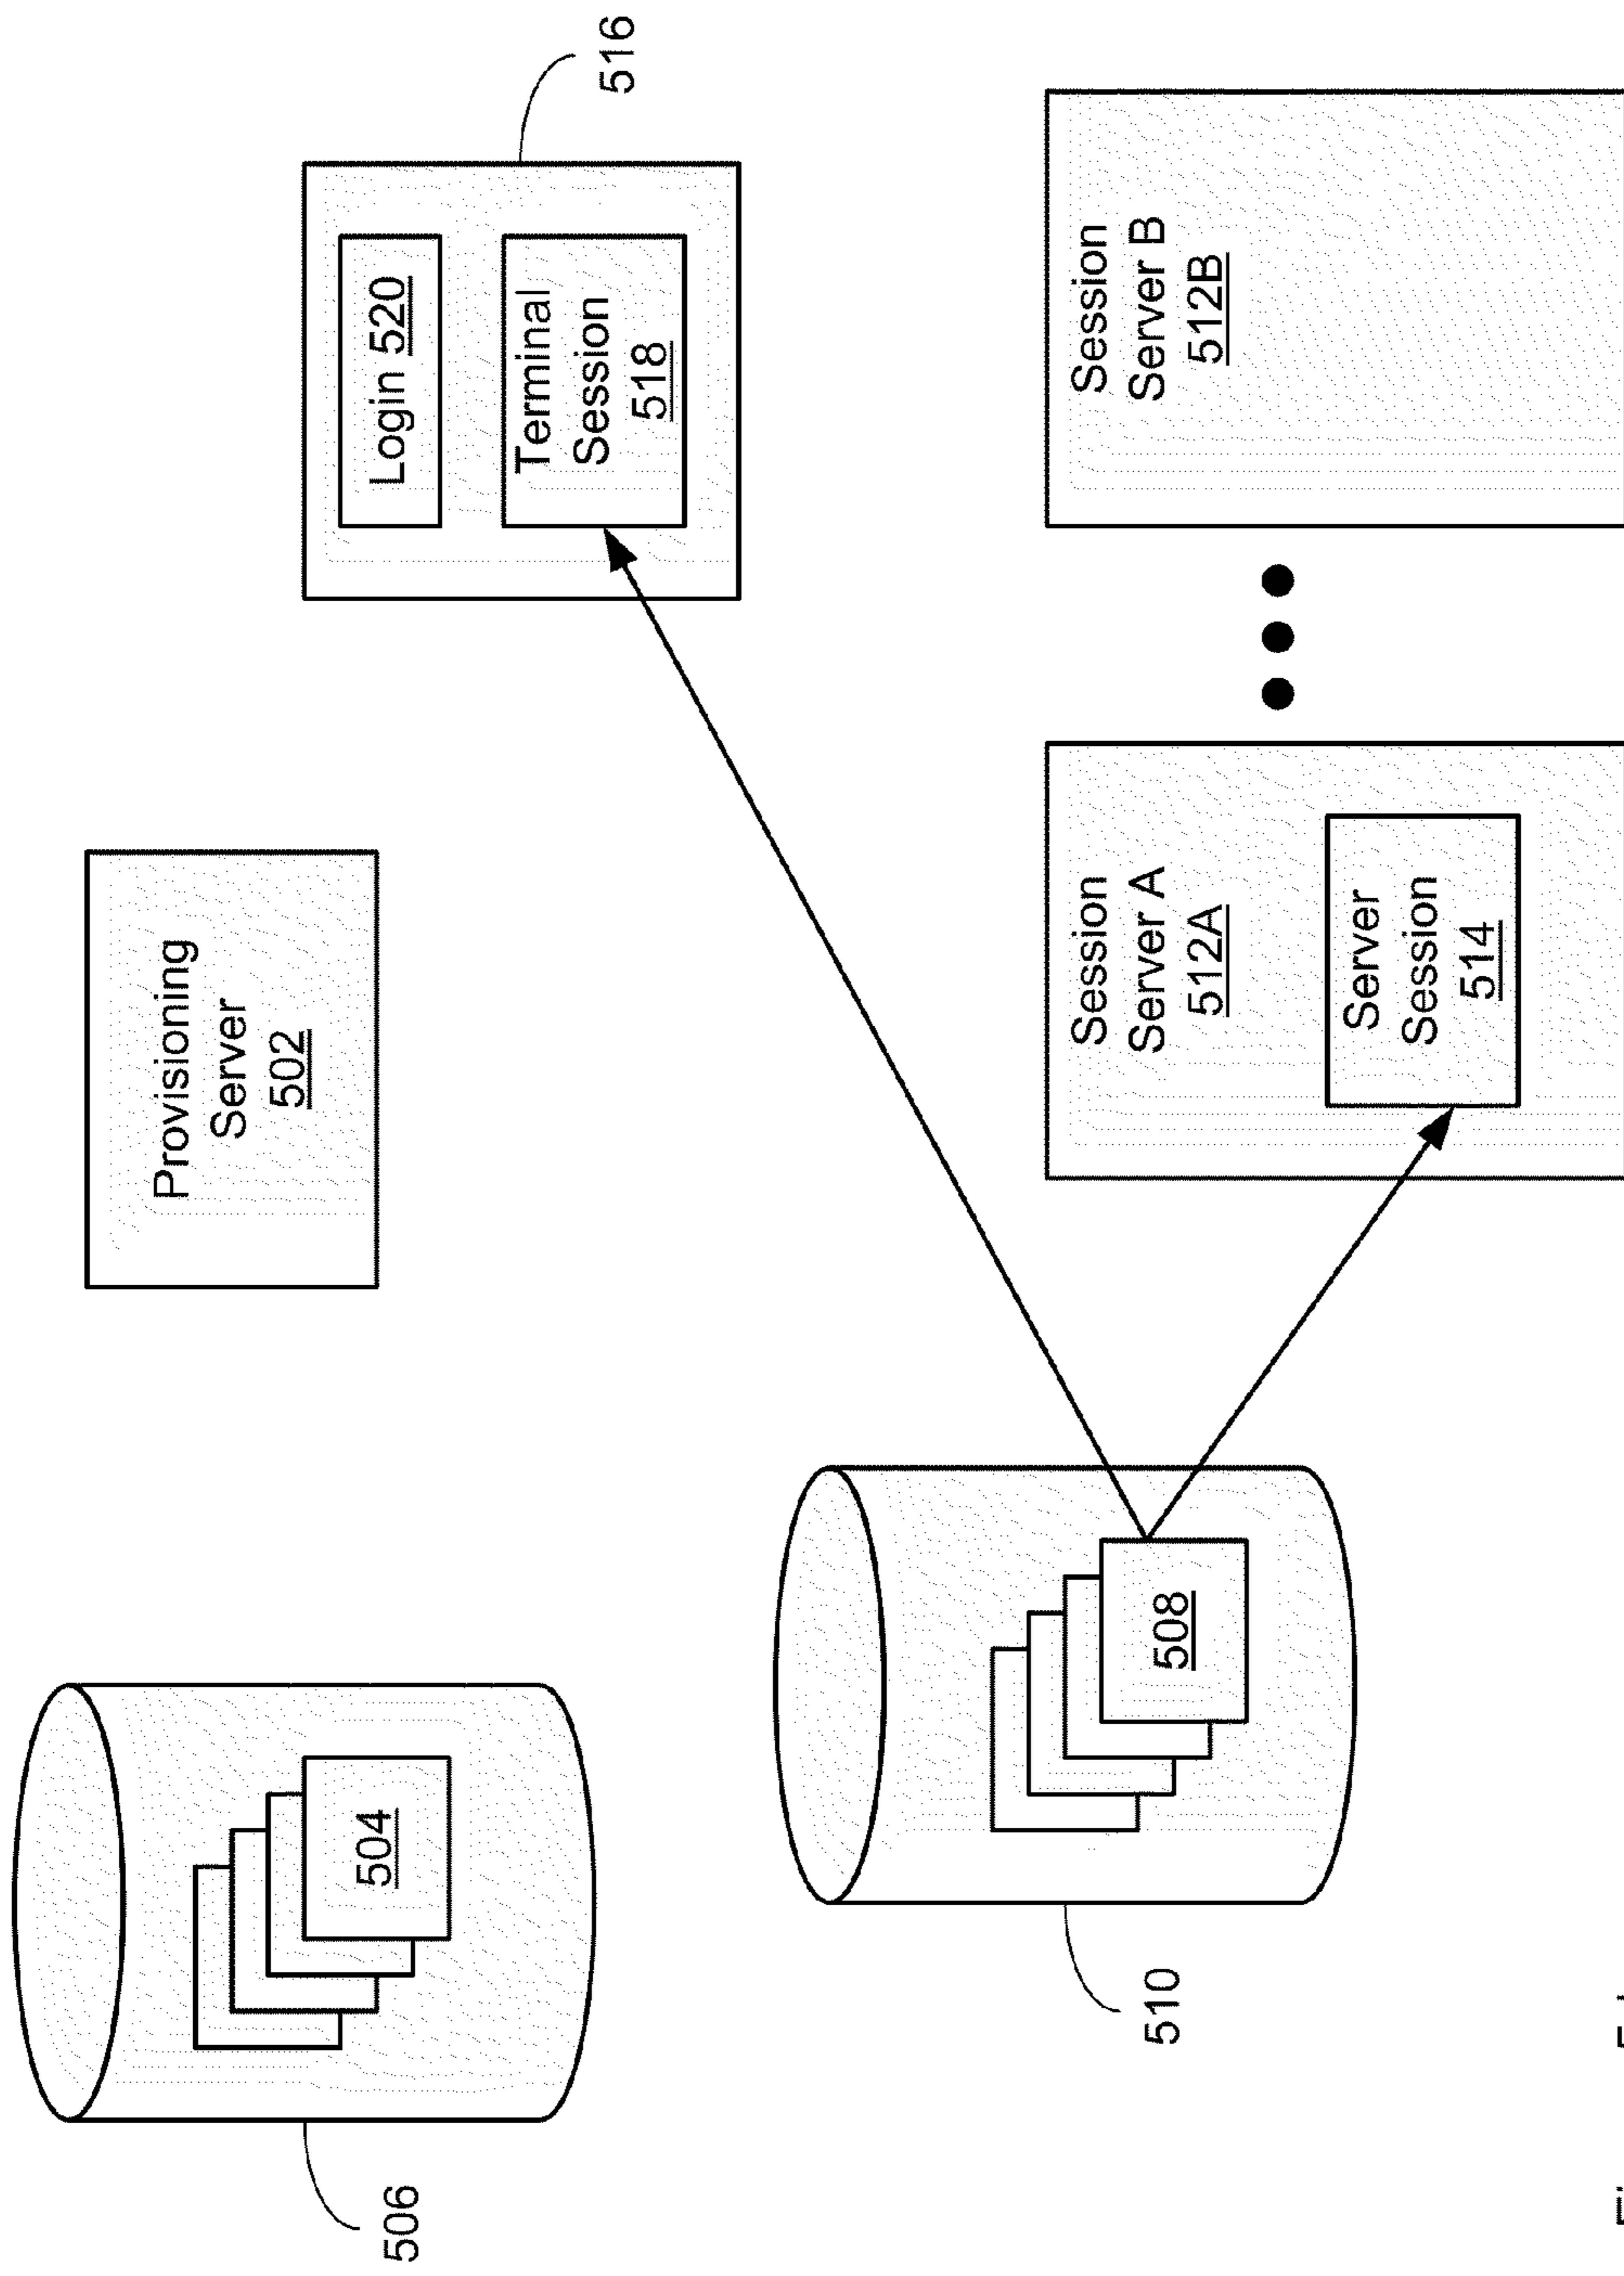 506
504
Provisioning
Server
502
Login 520
Terminal
Session
518
516
510
508
Session
Server A
512A
Server
Session
514
Session
Server B
512B